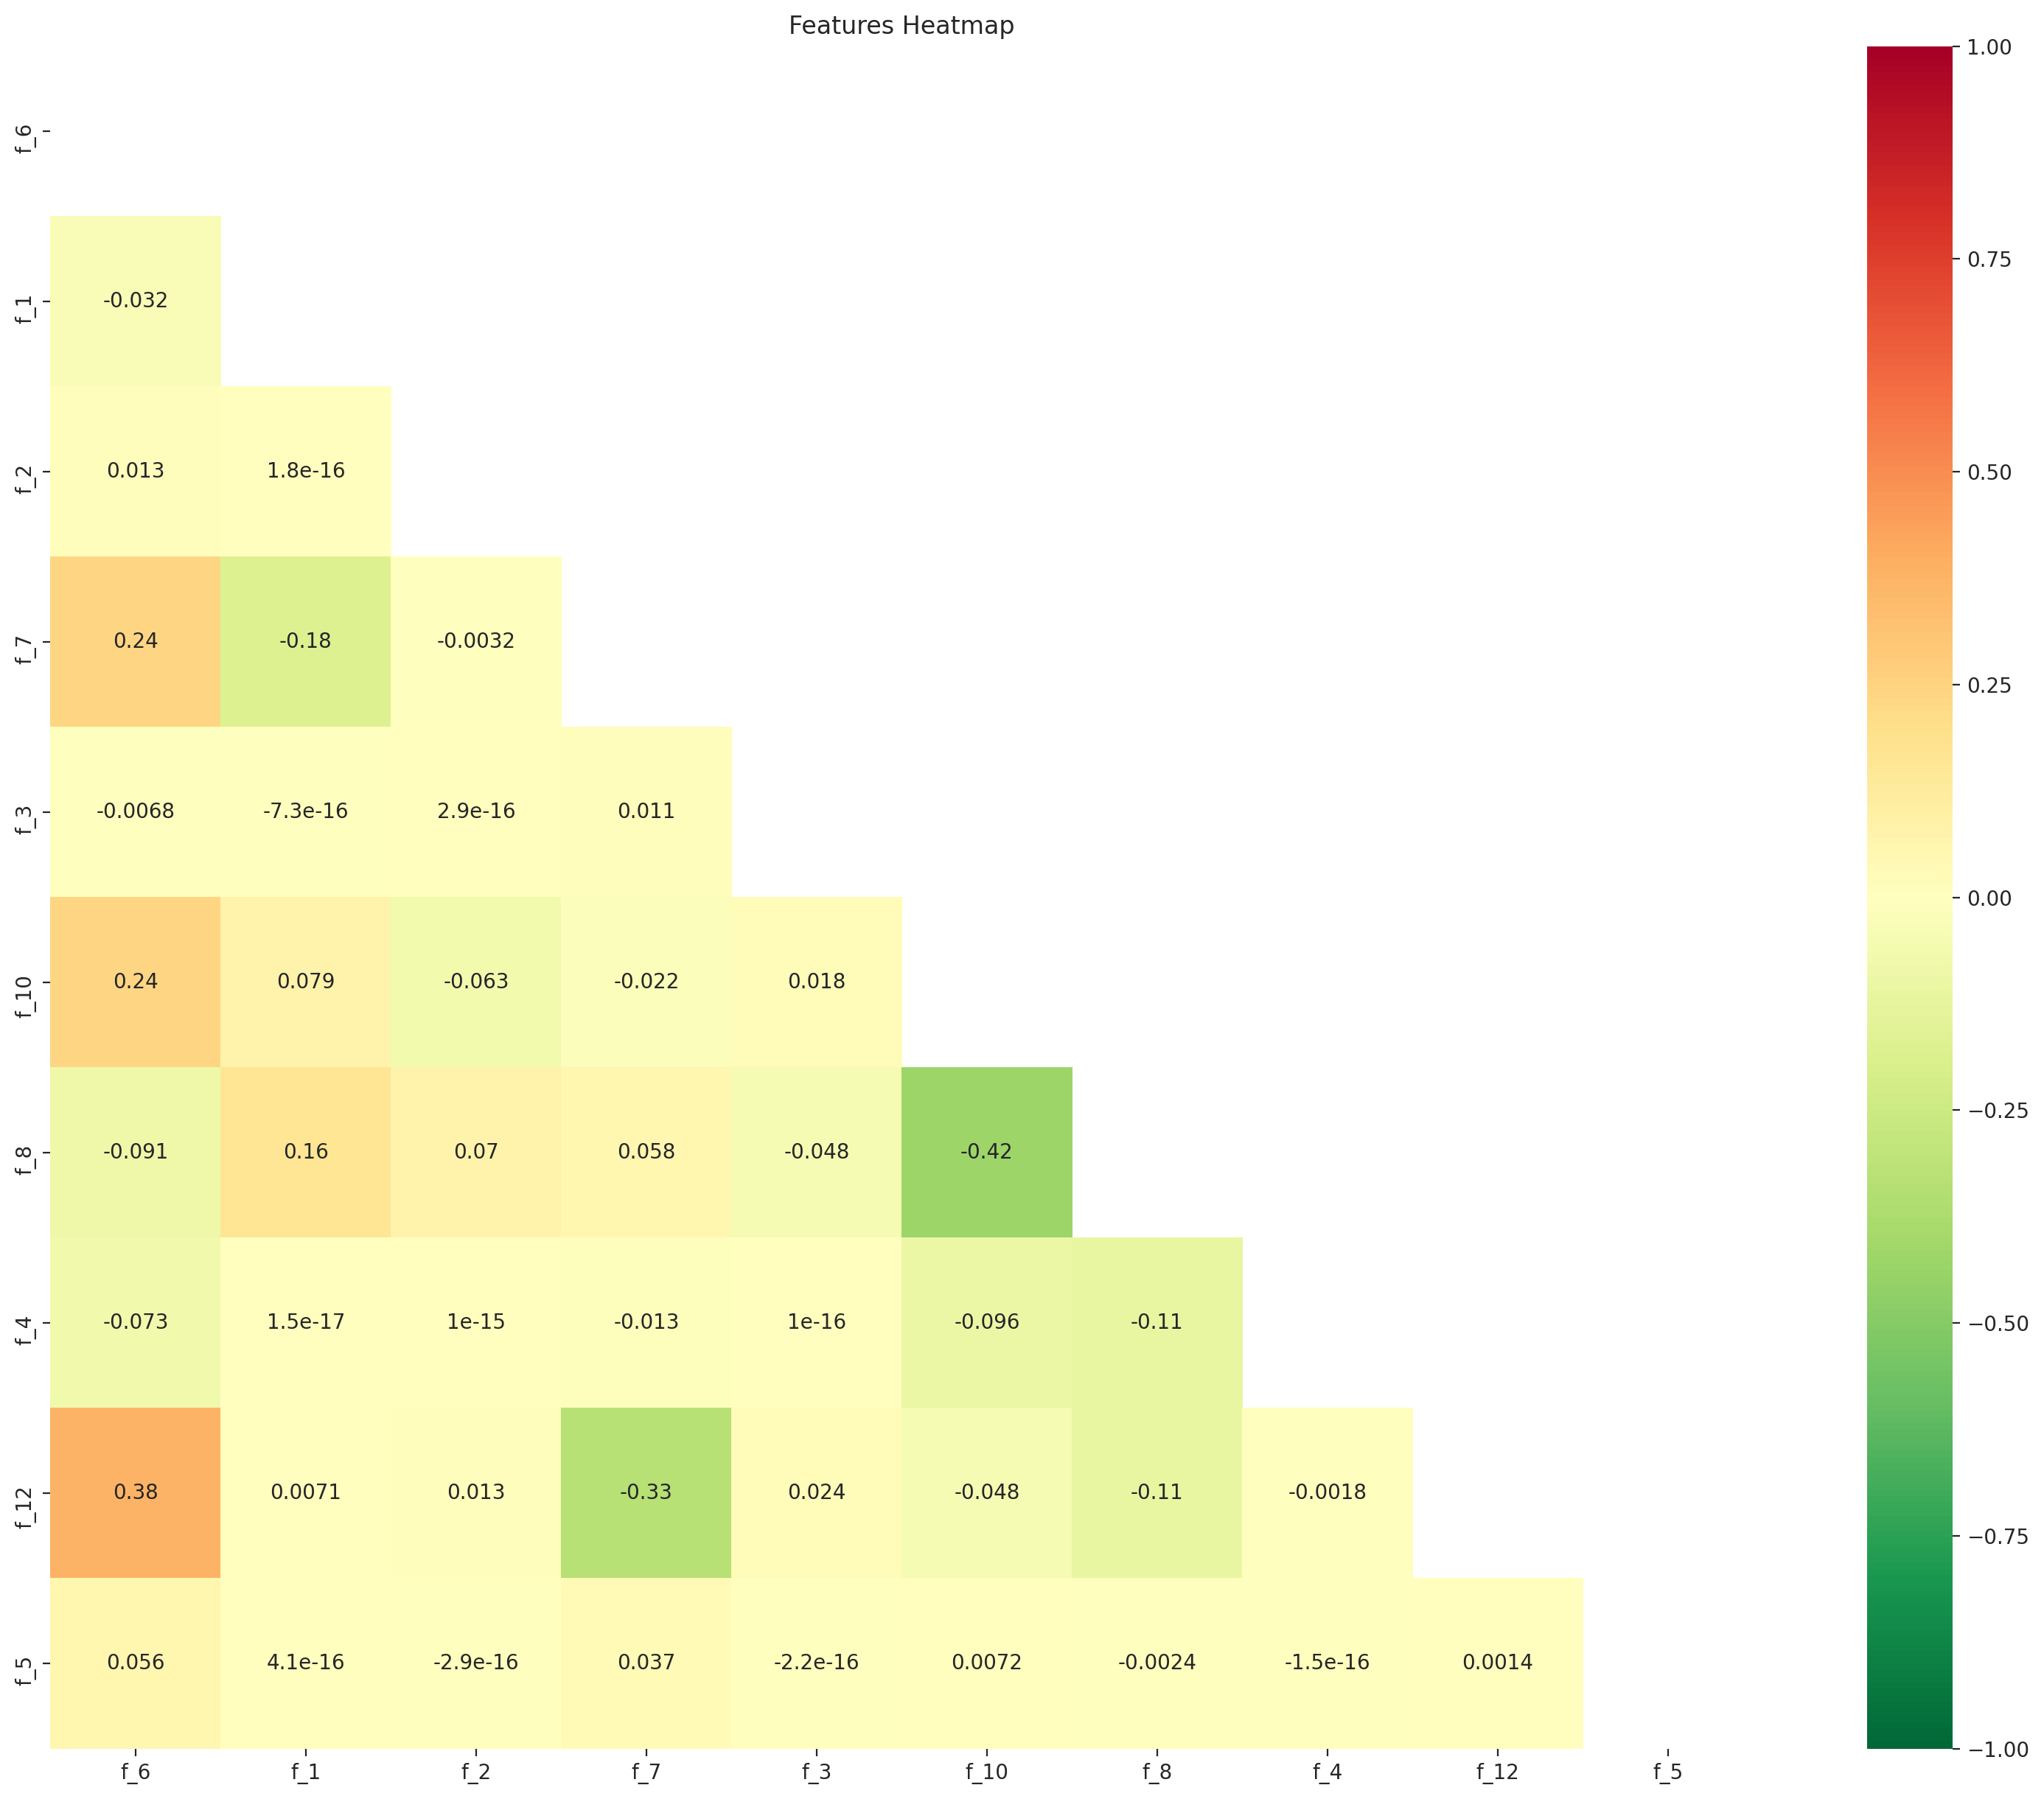 Features Heatmap
f_6
f_1
-0.032
f_2
0.013 1.8e-16
f_7
0.24 -0.18 -0.0032
f_3
-0.0068 -7.3e-16 2.9e-16 0.011
f_10
0.24 0.079 -0.063 -0.022 0.018
f_8
-0.091 0.16 0.07 0.058 -0.048 -0.42
f_4
-0.073 1.5e-17 1e-15 -0.013 1e-16 -0.096 -0.11
f_12
0.38 0.0071 0.013 -0.33 0.024 -0.048 -0.11 -0.0018
f_5
0.056 4.1e-16 -2.9e-16 0.037 -2.2e-16 0.0072 -0.0024 -1.5e-16 0.0014
f_6 f_1 f_2 f_7 f_3 f_10 f_8 f_4 f_12 f_5
1.00
0.75
0.50
0.25
0.00
−0.25
−0.50
−0.75
−1.00